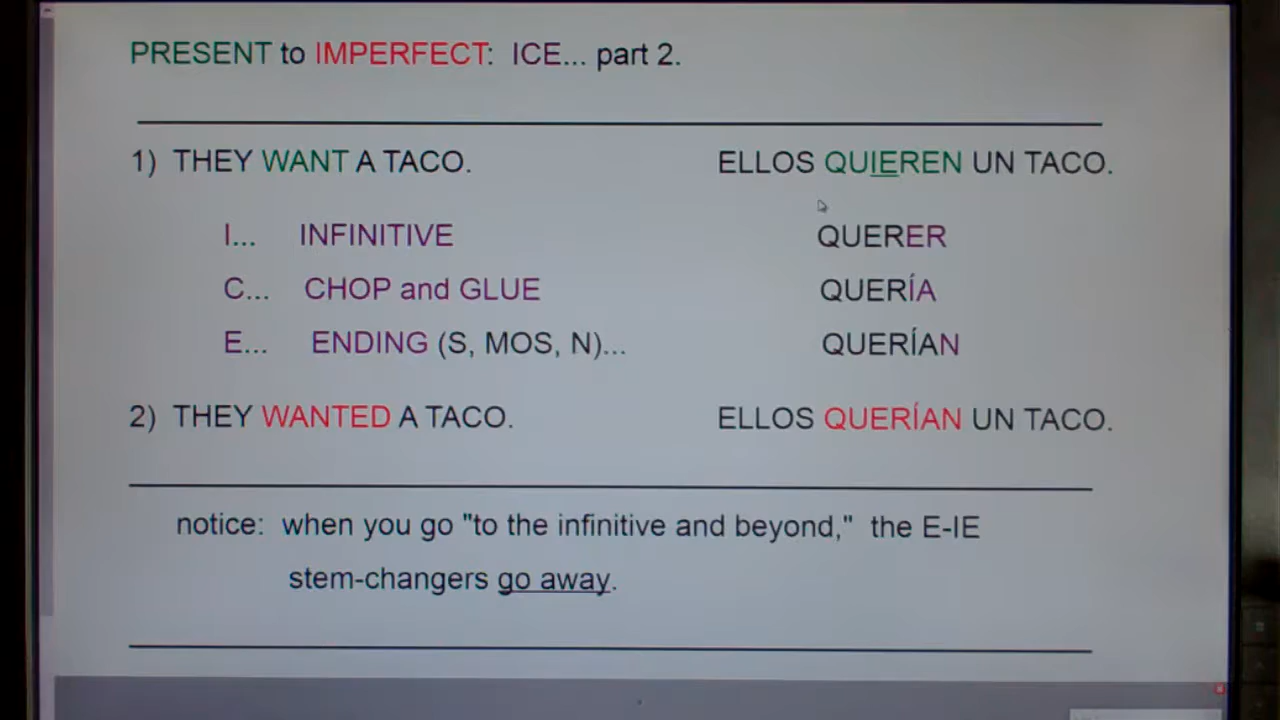 PRESENT to IMPERFECT: ICE... part 2.
1) THEY WANT A TACO. ELLOS QUIEREN UN TACO.
I... INFINITIVE QUERER
C... CHOP and GLUE QUERÍA
E... ENDING (S, MOS, N)... QUERÍAN
2) THEY WANTED A TACO. ELLOS QUERÍAN UN TACO.
notice: when you go "to the infinitive and beyond," the E-IE
stem-changers go away.